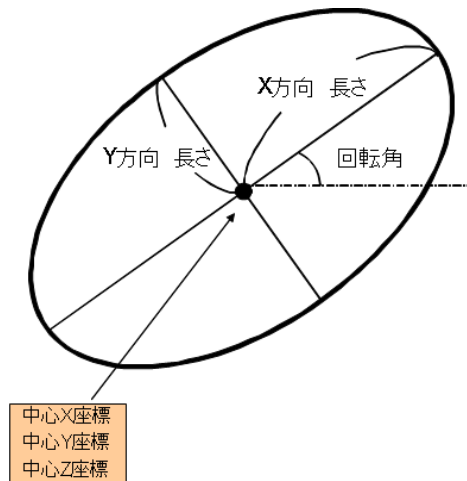 X方向 長さ
Y方向 長さ
回転角
中心X座標
中心Y座標
中心Z座標